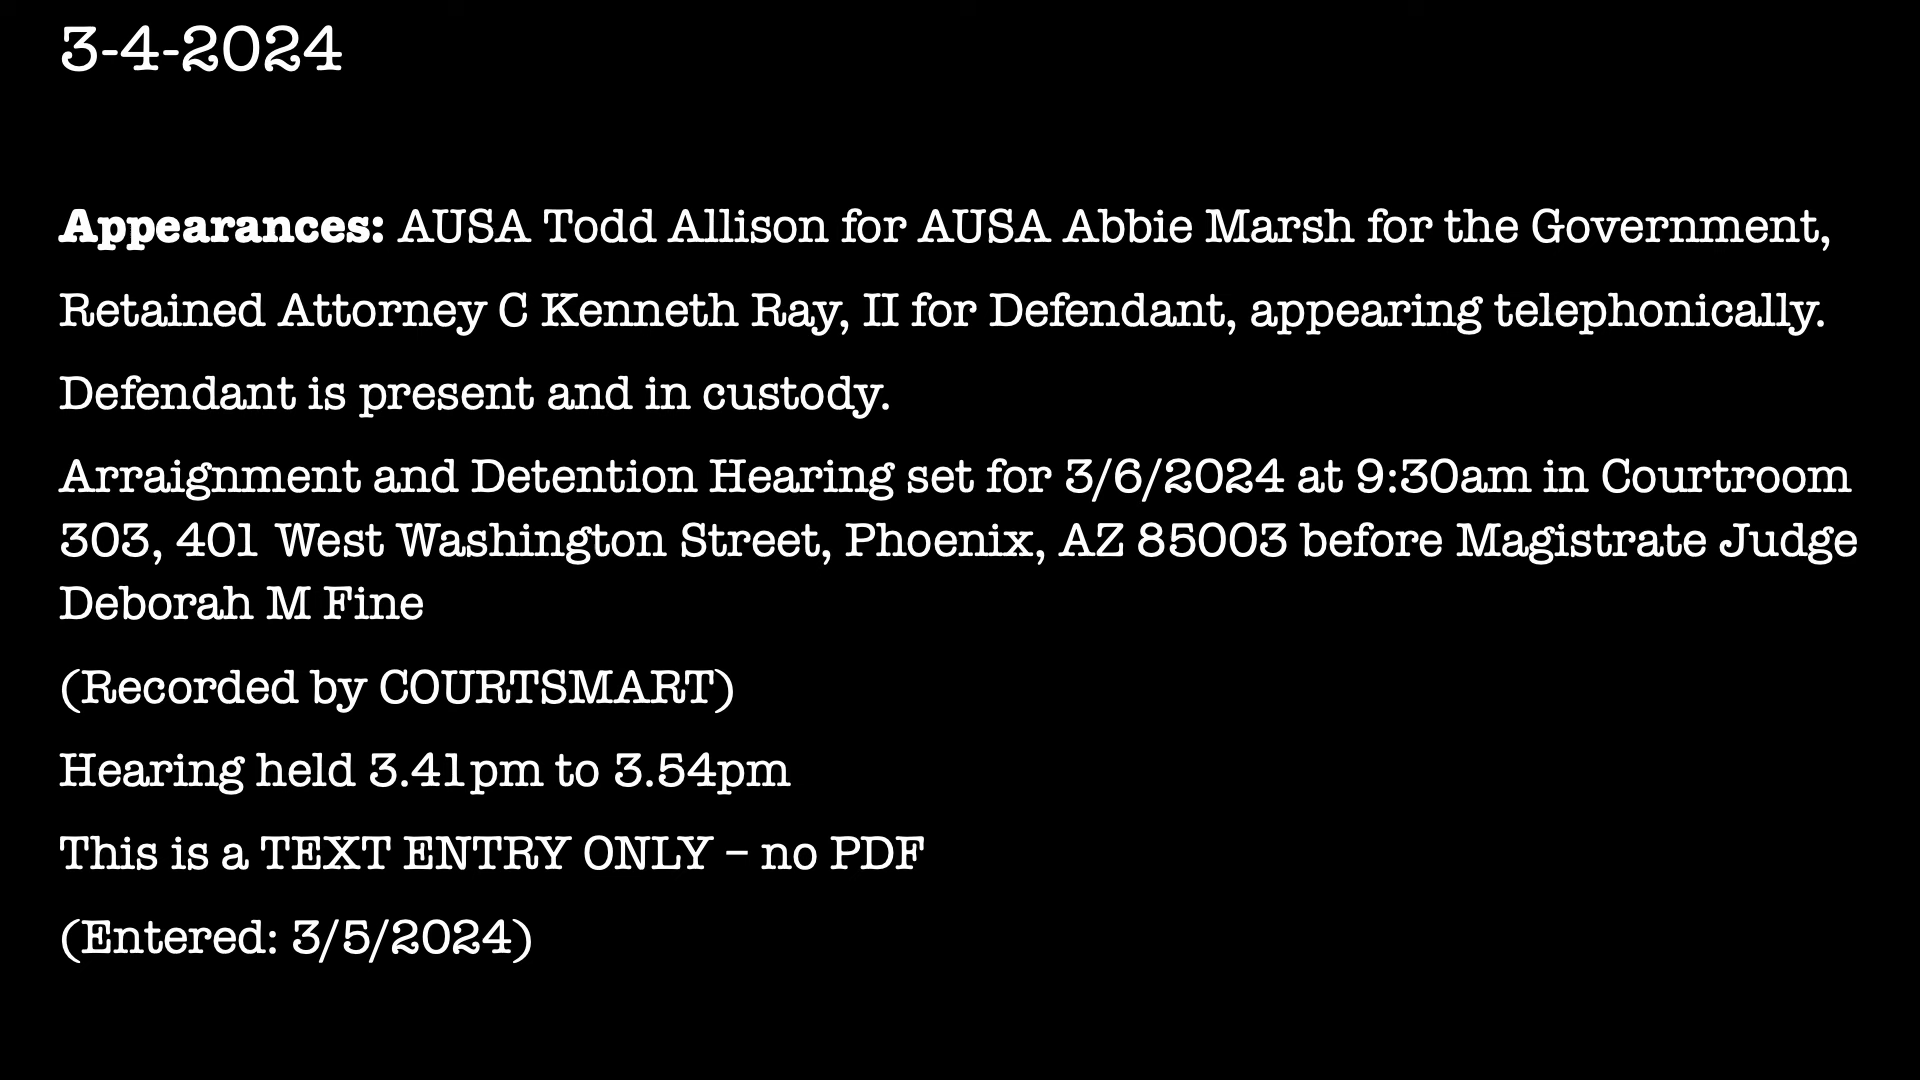 3-4-2024
Appearances: AUSA Todd Allison for AUSA Abbie Marsh for the Government,
Retained Attorney C Kenneth Ray, II for Defendant, appearing telephonically.
Defendant is present and in custody.
Arraignment and Detention Hearing set for 3/6/2024 at 9:30am in Courtroom
303, 401 West Washington Street, Phoenix, AZ 85003 before Magistrate Judge
Deborah M Fine
(Recorded by COURTSMART)
Hearing held 3.41pm to 3.54pm
This is a TEXT ENTRY ONLY – no PDF
(Entered: 3/5/2024)